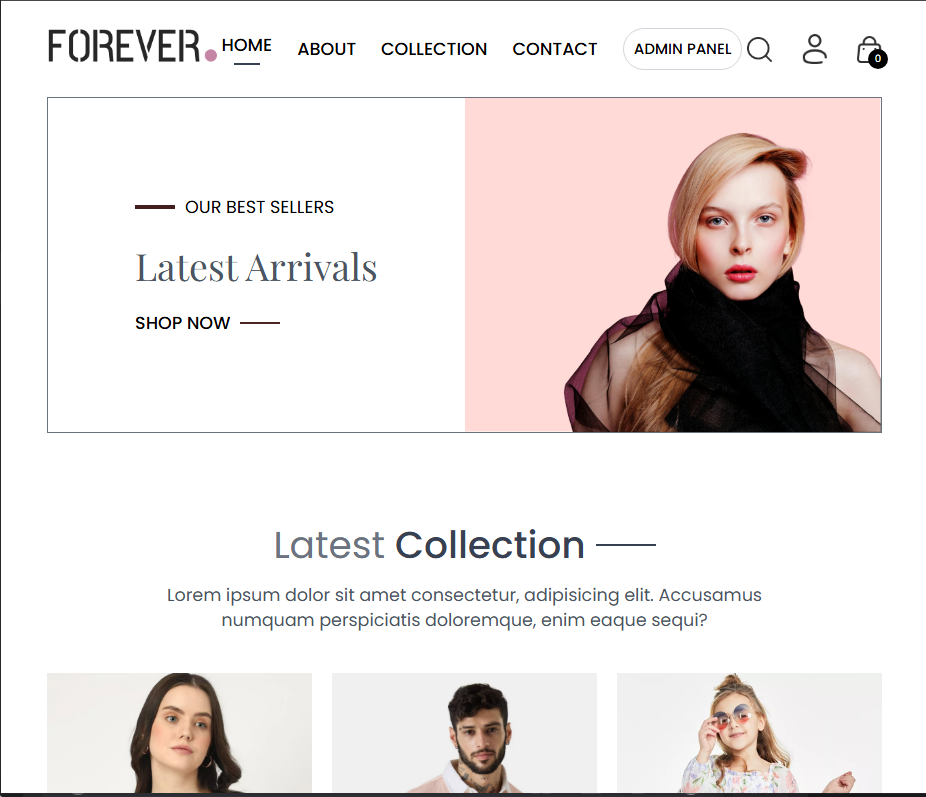 FOREVER.
HOME
ABOUT
COLLECTION
CONTACT
ADMIN PANEL
0
OUR BEST SELLERS
Latest Arrivals
SHOP NOW
Latest Collection
Lorem ipsum dolor sit amet consectetur, adipisicing elit. Accusamus
numquam perspiciatis doloremque, enim eaque sequi?